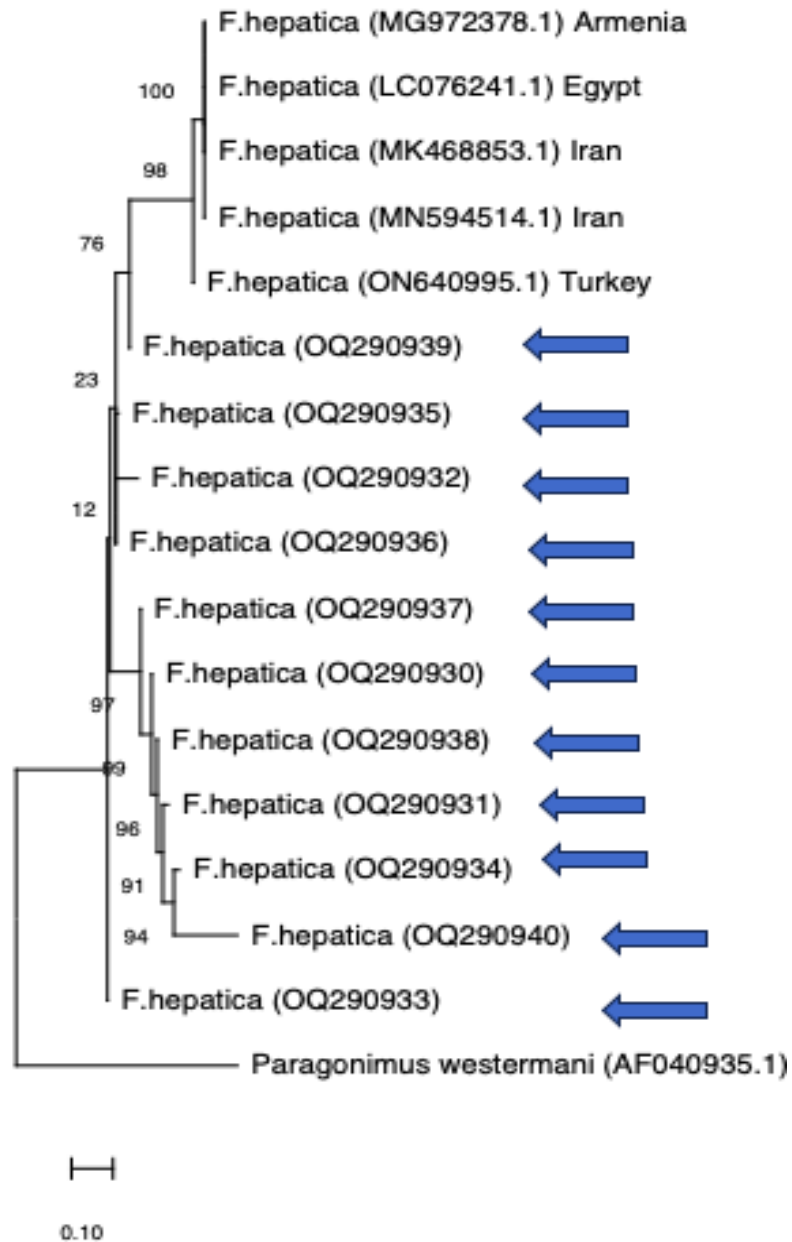 F.hepatica (MG972378.1) Armenia
100
F.hepatica (LC076241.1) Egypt
F.hepatica (MK468853.1) Iran
98
F.hepatica (MN594514.1) Iran
76
F.hepatica (ON640995.1) Turkey
F.hepatica (OQ290939)
23
F.hepatica (OQ290935)
F.hepatica (OQ290932)
12
F.hepatica (OQ290936)
F.hepatica (OQ290937)
F.hepatica (OQ290930)
97
F.hepatica (OQ290938)
99
F.hepatica (OQ290931)
96
F.hepatica (OQ290934)
91
94
F.hepatica (OQ290940)
F.hepatica (OQ290933)
Paragonimus westermani (AF040935.1)
0.10